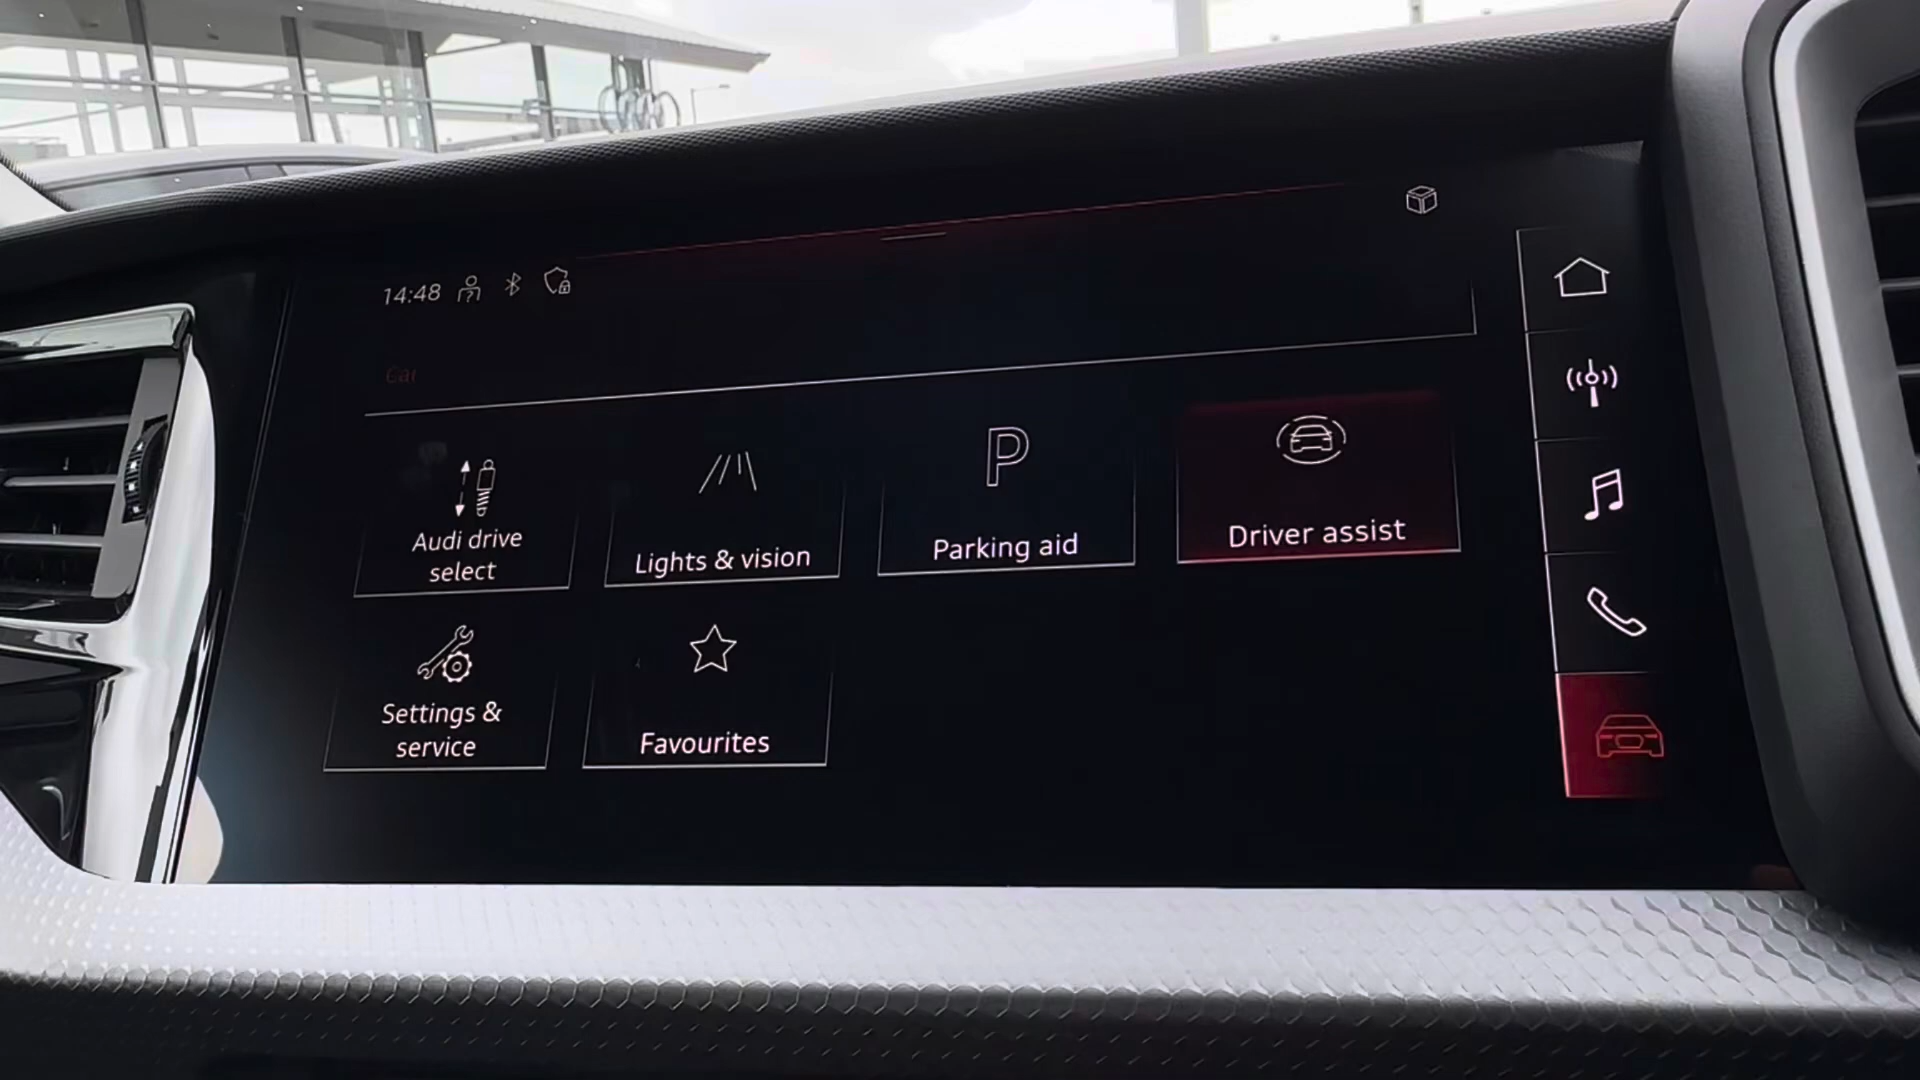 14:48
Car
Audi drive
select
Lights & vision
P
Parking aid
Driver assist
Settings &
service
Favourites